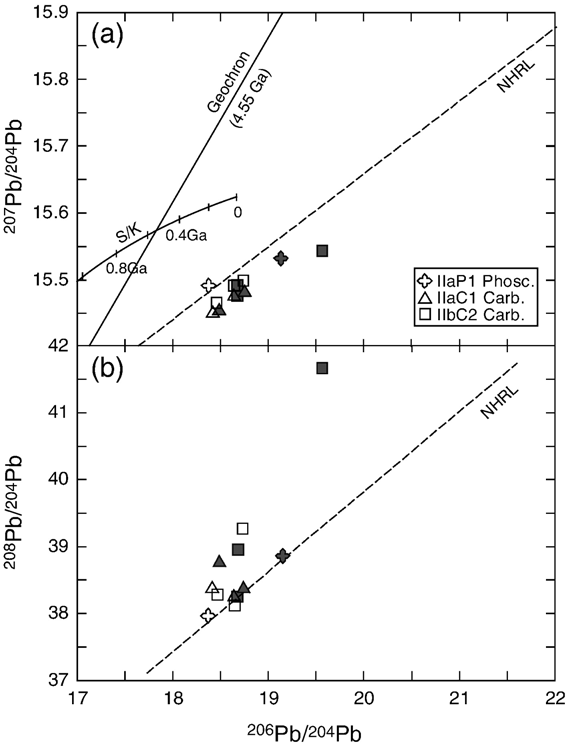 (a)
15.9
15.8
15.7
15.6
15.5
42
207Pb/204Pb
Geochron
(4.55 Ga)
NHRL
S/K
0
0.4Ga
0.8Ga
IIaP1 Phosc.
IIaC1 Carb.
IIbC2 Carb.
(b)
41
40
39
38
37
208Pb/204Pb
NHRL
17 18 19 20 21 22
206Pb/204Pb